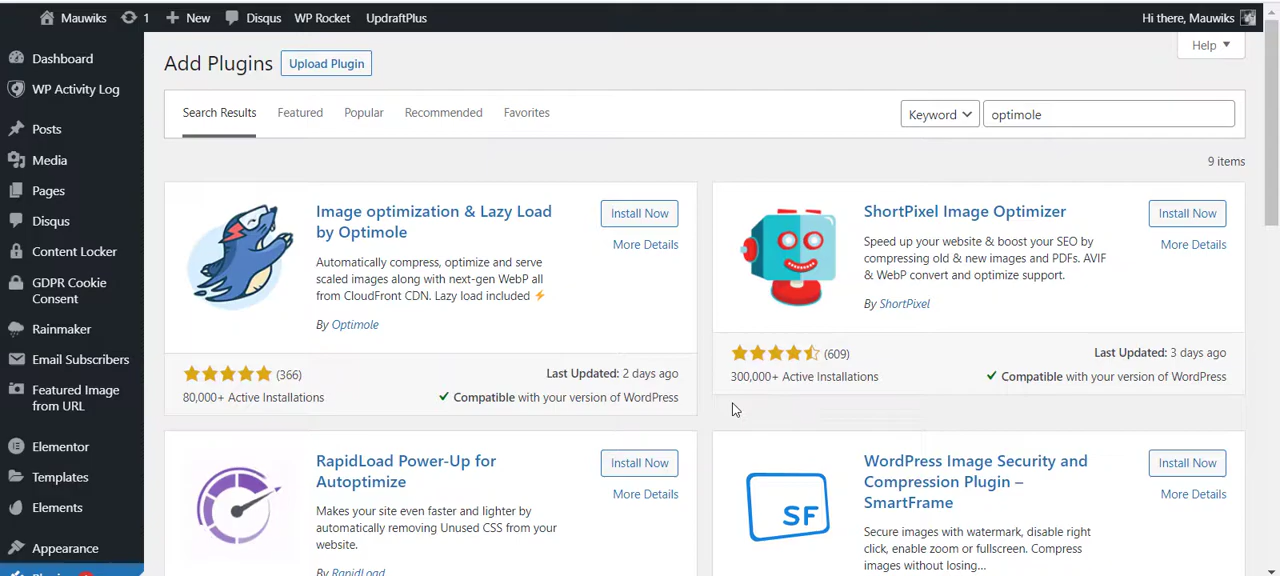 Mauwiks 1 New Disqus WP Rocket UpdraftPlus Hi there, Mauwiks
Dashboard
WP Activity Log
Posts
Media
Pages
Disqus
Content Locker
GDPR Cookie
Consent
Rainmaker
Email Subscribers
Featured Image
from URL
Elementor
Templates
Elements
Appearance
Help
Add Plugins Upload Plugin
Search Results Featured Popular Recommended Favorites Keyword optimole
9 items
Image optimization & Lazy Load
by Optimole
Install Now
More Details
Automatically compress, optimize and serve
scaled images along with next-gen WebP all
from CloudFront CDN. Lazy load included ⚡
By Optimole
(366)
Last Updated: 2 days ago
80,000+ Active Installations
✓ Compatible with your version of WordPress
ShortPixel Image Optimizer
Install Now
More Details
Speed up your website & boost your SEO by
compressing old & new images and PDFs. AVIF
& WebP convert and optimize support.
By ShortPixel
(609)
Last Updated: 3 days ago
300,000+ Active Installations
✓ Compatible with your version of WordPress
RapidLoad Power-Up for
Autoptimize
Install Now
More Details
Makes your site even faster and lighter by
automatically removing Unused CSS from your
website.
By RapidLoad
SF
WordPress Image Security and
Compression Plugin –
SmartFrame
Install Now
More Details
Secure images with watermark, disable right
click, enable zoom or fullscreen. Compress
images without losing...